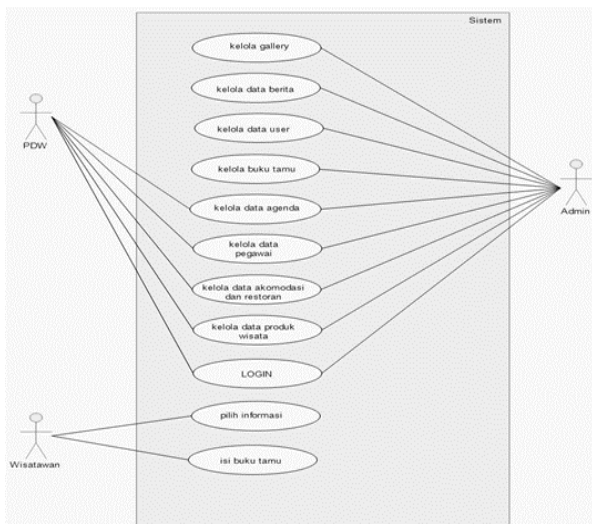 Sistem
kelola gallery
kelola data berita
kelola data user
kelola buku tamu
kelola data agenda
kelola data
pegawai
kelola data akomodasi
dan restoran
kelola data produk
wisata
LOGIN
pilih informasi
isi buku tamu
PDW
Wisatawan
Admin